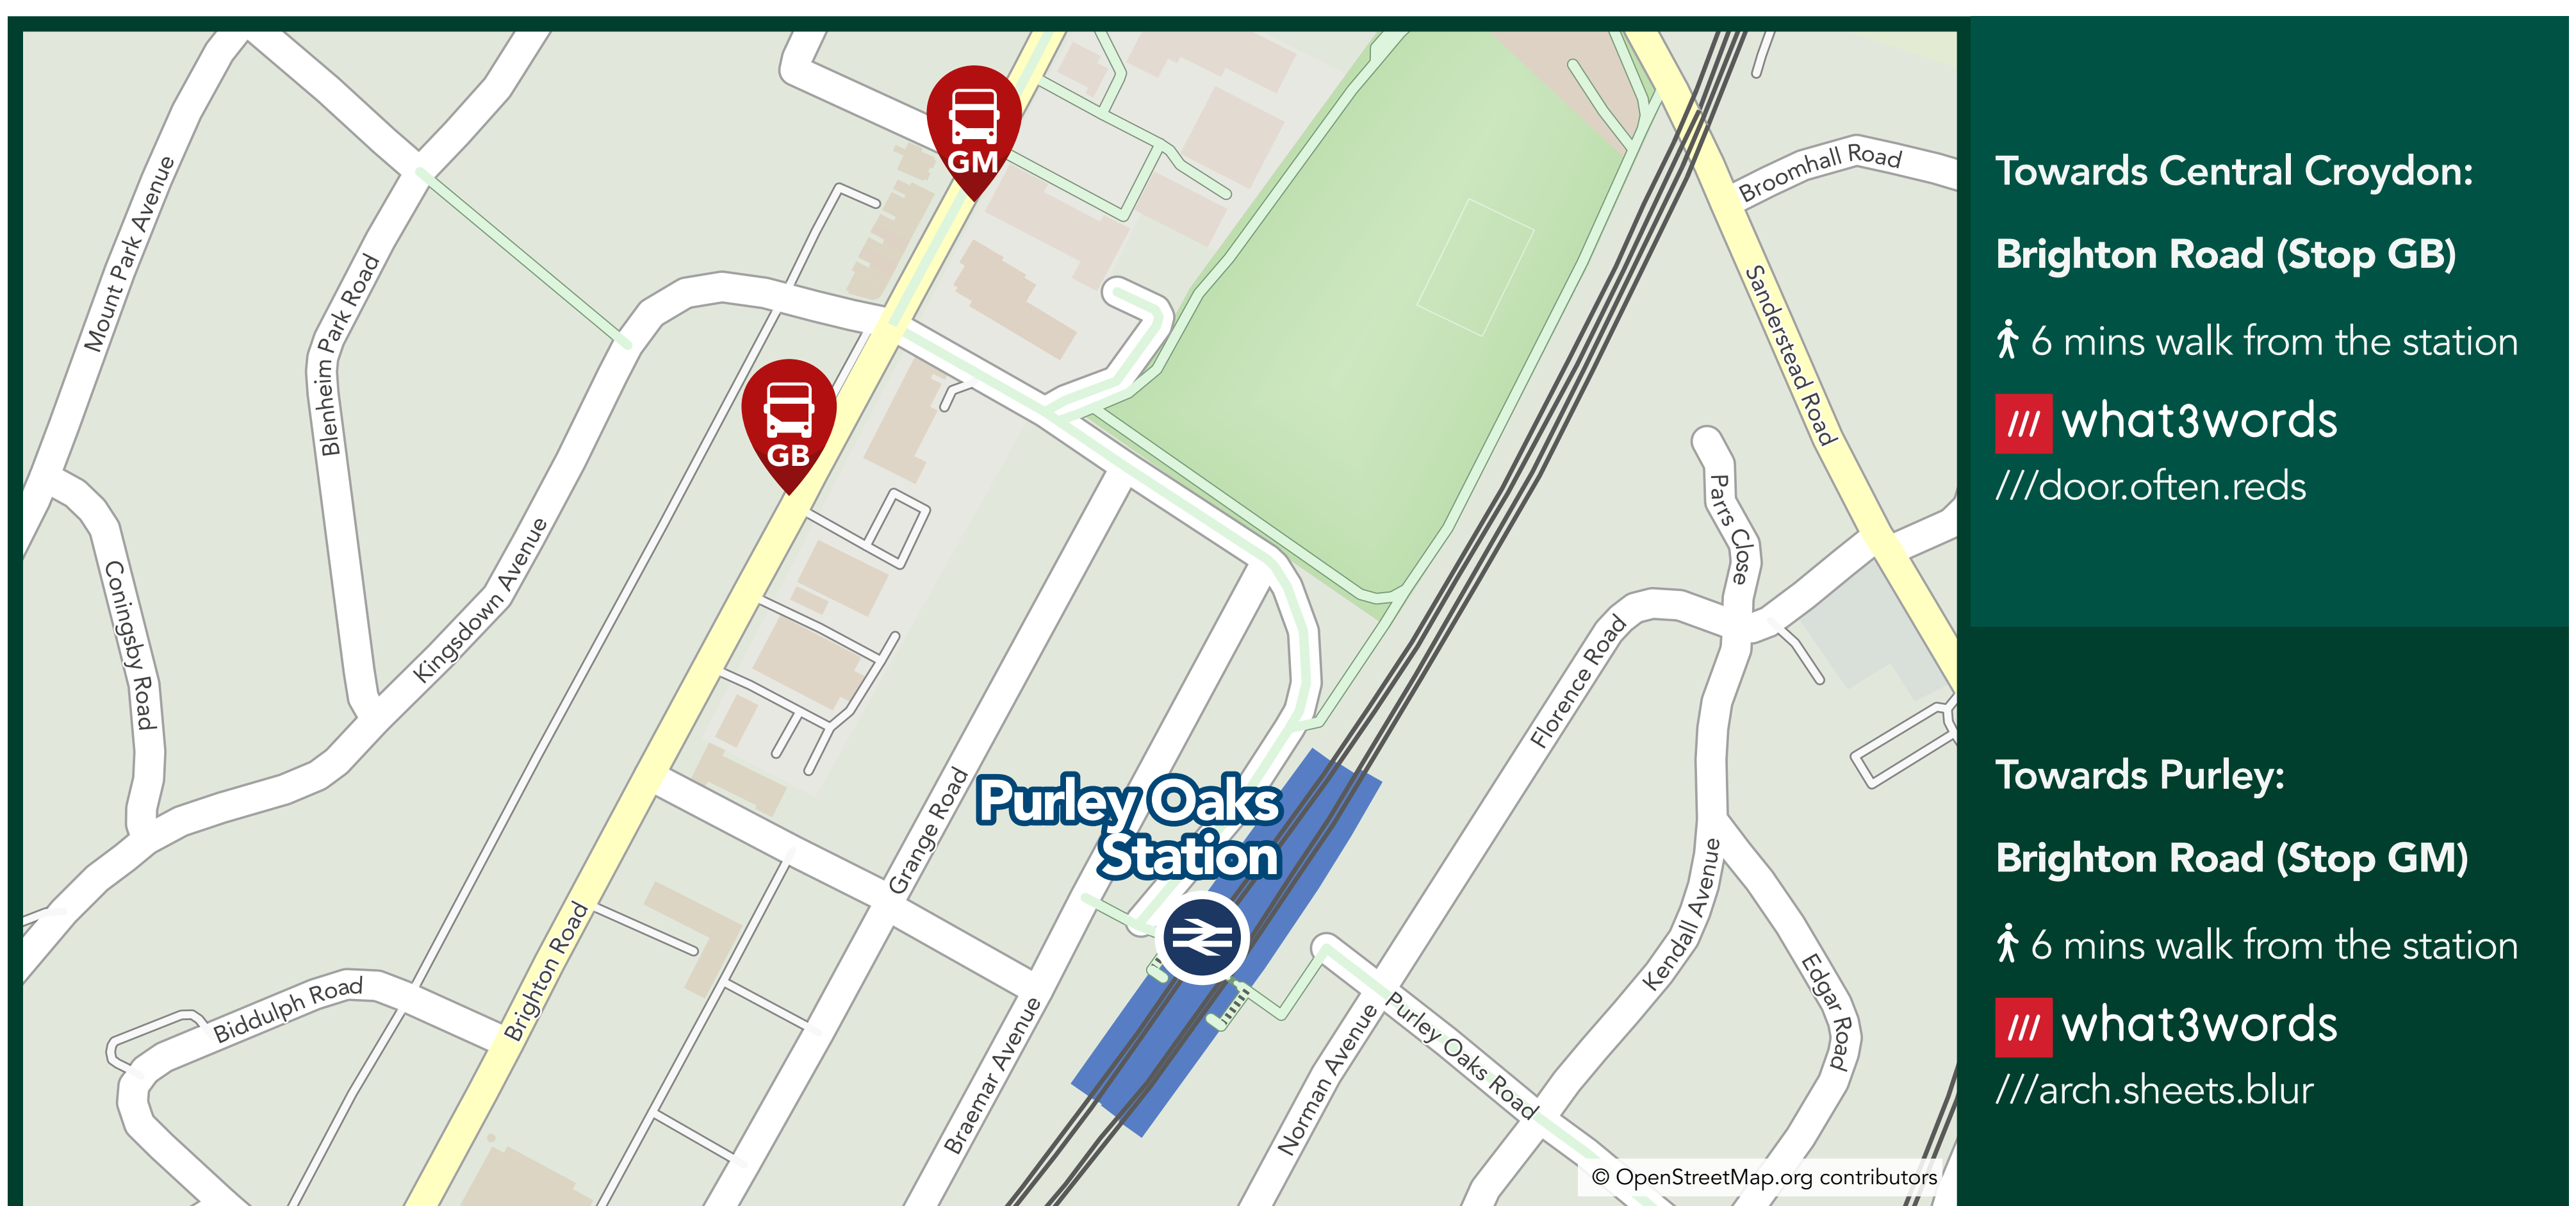 GM
GB
Mount Park Avenue
Blenheim Park Road
Coningsby Road
Kingsdown Avenue
Biddulph Road
Brighton Road
Grange Road
Braemar Avenue
Purley Oaks
Station
Norman Avenue
Purley Oaks Road
Florence Road
Kendall Avenue
Edgar Road
Parrs Close
Sanderstead Road
Broomhall Road
© OpenStreetMap.org contributors
Towards Central Croydon:
Brighton Road (Stop GB)
6 mins walk from the station
/// what3words
///door.often.reds
Towards Purley:
Brighton Road (Stop GM)
6 mins walk from the station
/// what3words
///arch.sheets.blur